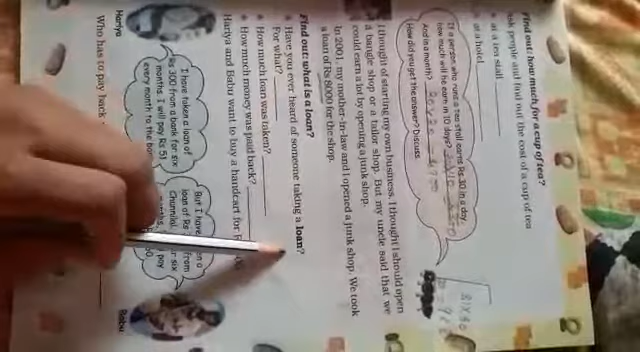 Find out: how much for a cup of tea?
Ask people and find out the cost of a cup of tea
at a tea stall
at a hotel
If a person who runs a tea stall earns Rs 30 in a day,
how much will he earn in 10 days?
And in a month?
How did you get the answer? Discuss.
I thought of starting my own business. I thought I should open
a bangle shop or a tailor shop. But my uncle said that we
could earn a lot by opening a junk shop.
In 2001, my mother-in-law and I opened a junk shop. We took
a loan of Rs 8000 for the shop.
Find out: what is a loan?
Have you ever heard of someone taking a loan?
For what?
How much loan was taken?
How much money was paid back?
Hariya and Babu want to buy a handcart for
I have taken a loan of
Rs 300 from a bank for six
months. I will pay Rs 51
every month to the
But I have
loan of Rs from
Chunnilal six
pay
Hariya
Babu
Who has to pay back